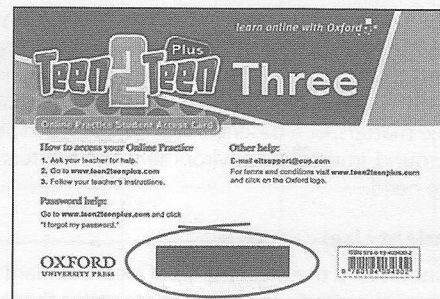 learn online with Oxford
Teen2Teen Plus Three
Online Practice Student Access Card
How to access your Online Practice
1. Ask your teacher for help.
2. Go to www.teen2teenplus.com
3. Follow your teacher's instructions.
Password help:
Go to www.teen2teenplus.com and click
"I forgot my password."
Other help:
E-mail eltsupport@oup.com
For terms and conditions visit www.teen2teenplus.com
and click on the Oxford logo.
OXFORD
UNIVERSITY PRESS